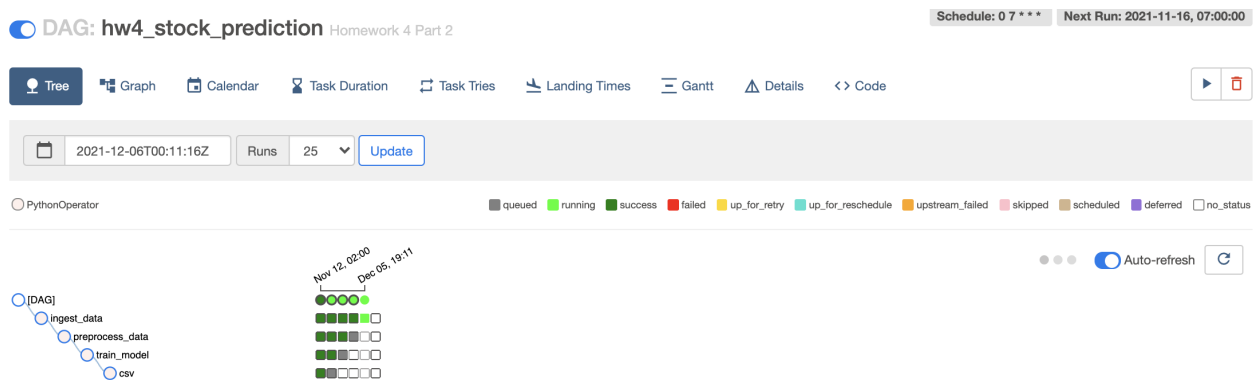 DAG: hw4_stock_prediction Homework 4 Part 2
Schedule: 0 7 * * * Next Run: 2021-11-16, 07:00:00
Tree Graph Calendar Task Duration Task Tries Landing Times Gantt Details <> Code
2021-12-06T00:11:16Z Runs 25 Update
PythonOperator queued running success failed up_for_retry up_for_reschedule upstream_failed skipped scheduled deferred no_status
Nov 12, 02:00
Dec 05, 19:11
Auto-refresh
[DAG]
ingest_data
preprocess_data
train_model
csv